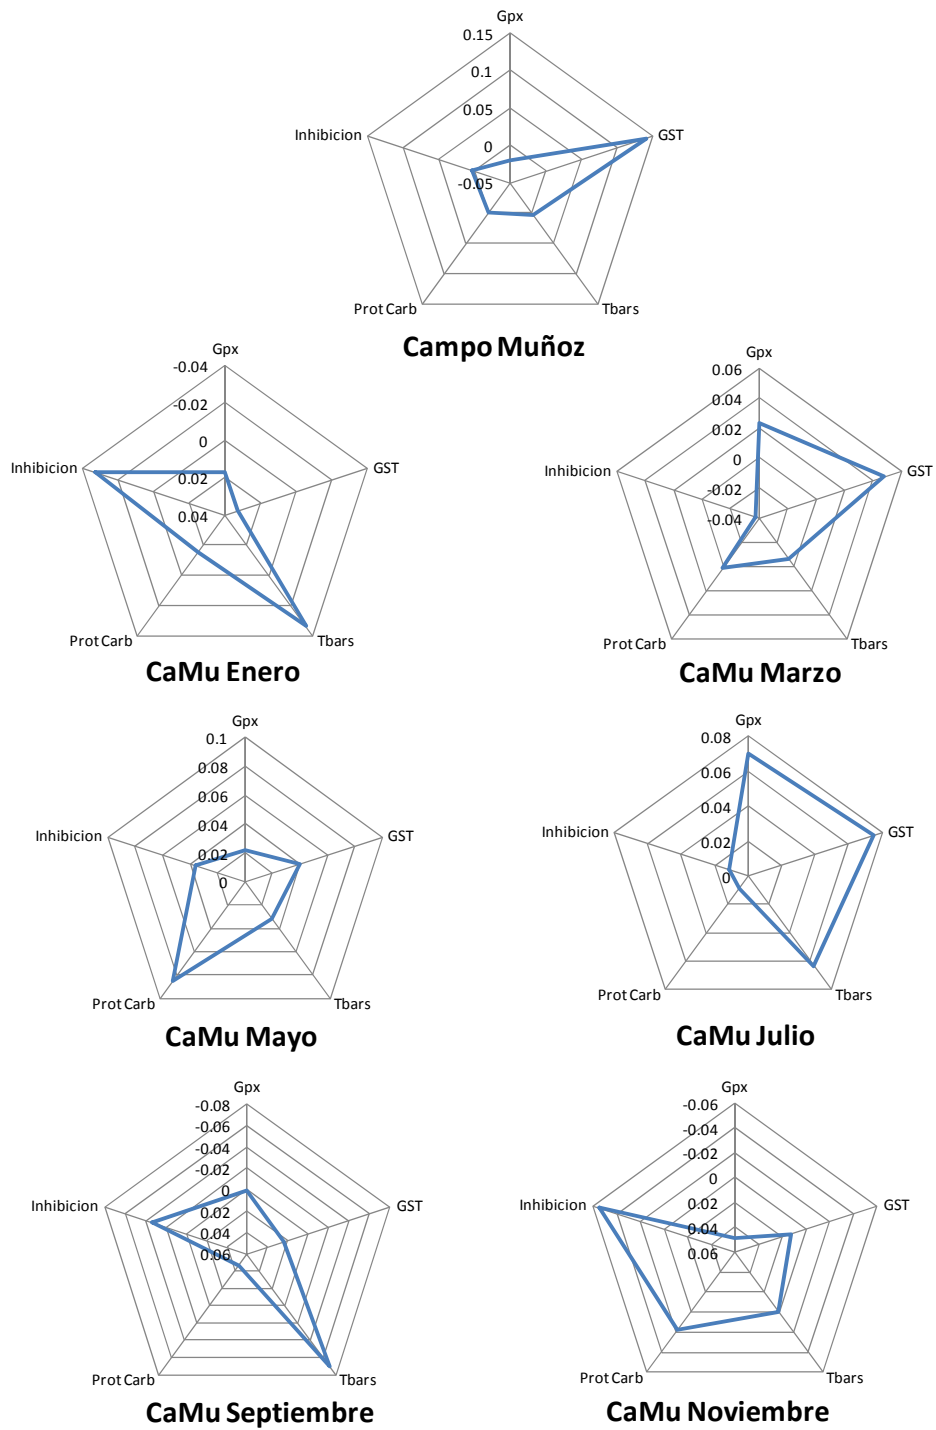 Gpx
0.15
0.1
0.05
0
-0.05
Inhibicion
GST
Prot Carb
Tbars
Campo Muñoz
Gpx
-0.04
-0.02
0
0.02
0.04
Inhibicion
GST
Prot Carb
Tbars
CaMu Enero
Gpx
0.06
0.04
0.02
0
-0.02
-0.04
Inhibicion
GST
Prot Carb
Tbars
CaMu Marzo
Gpx
0.1
0.08
0.06
0.04
0.02
0
Inhibicion
GST
Prot Carb
Tbars
CaMu Mayo
Gpx
0.08
0.06
0.04
0.02
0
Inhibicion
GST
Prot Carb
Tbars
CaMu Julio
Gpx
-0.08
-0.06
-0.04
-0.02
0
0.02
0.04
0.06
Inhibicion
GST
Prot Carb
Tbars
CaMu Septiembre
Gpx
-0.06
-0.04
-0.02
0
0.02
0.04
0.06
Inhibicion
GST
Prot Carb
Tbars
CaMu Noviembre